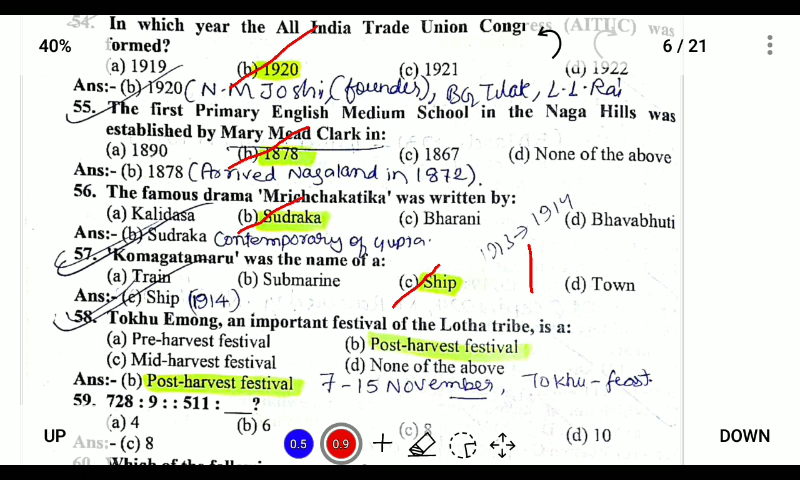 54. In which year the All India Trade Union Congress (AITUC) was
formed?
40%
6 / 21
(a) 1919 (b) 1920 (c) 1921 (d) 1922
Ans:- (b) 1920 (N.M Joshi (founder), BG Tilak, L.L.Rai
55. The first Primary English Medium School in the Naga Hills was
established by Mary Mead Clark in:
(a) 1890 (b) 1878 (c) 1867 (d) None of the above
Ans:- (b) 1878 (Arrived Nagaland in 1872).
56. The famous drama 'Mrichchakatika' was written by:
(a) Kalidasa (b) Sudraka (c) Bharani (d) Bhavabhuti
1913 → 1914
Ans:- (b) Sudraka Contemporary of Gupta.
57. 'Komagatamaru' was the name of a:
(a) Train (b) Submarine (c) Ship (d) Town
Ans:- (c) Ship (1914)
58. Tokhu Emong, an important festival of the Lotha tribe, is a:
(a) Pre-harvest festival (b) Post-harvest festival
(c) Mid-harvest festival (d) None of the above
Ans:- (b) Post-harvest festival 7-15 November, Tokhu-feast.
59. 728 : 9 : : 511 : ___?
(a) 4 (b) 6 (c) 8 (d) 10
UP 0.5 0.9 DOWN
Ans:- (c) 8
60. Which of the